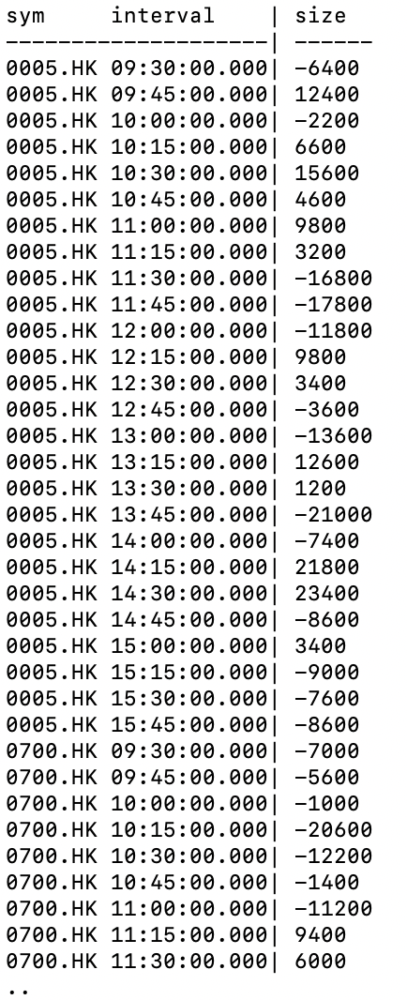 sym     interval    | size
--------------------| ------
0005.HK 09:30:00.000| -6400
0005.HK 09:45:00.000| 12400
0005.HK 10:00:00.000| -2200
0005.HK 10:15:00.000| 6600
0005.HK 10:30:00.000| 15600
0005.HK 10:45:00.000| 4600
0005.HK 11:00:00.000| 9800
0005.HK 11:15:00.000| 3200
0005.HK 11:30:00.000| -16800
0005.HK 11:45:00.000| -17800
0005.HK 12:00:00.000| -11800
0005.HK 12:15:00.000| 9800
0005.HK 12:30:00.000| 3400
0005.HK 12:45:00.000| -3600
0005.HK 13:00:00.000| -13600
0005.HK 13:15:00.000| 12600
0005.HK 13:30:00.000| 1200
0005.HK 13:45:00.000| -21000
0005.HK 14:00:00.000| -7400
0005.HK 14:15:00.000| 21800
0005.HK 14:30:00.000| 23400
0005.HK 14:45:00.000| -8600
0005.HK 15:00:00.000| 3400
0005.HK 15:15:00.000| -9000
0005.HK 15:30:00.000| -7600
0005.HK 15:45:00.000| -8600
0700.HK 09:30:00.000| -7000
0700.HK 09:45:00.000| -5600
0700.HK 10:00:00.000| -1000
0700.HK 10:15:00.000| -20600
0700.HK 10:30:00.000| -12200
0700.HK 10:45:00.000| -1400
0700.HK 11:00:00.000| -11200
0700.HK 11:15:00.000| 9400
0700.HK 11:30:00.000| 6000
..